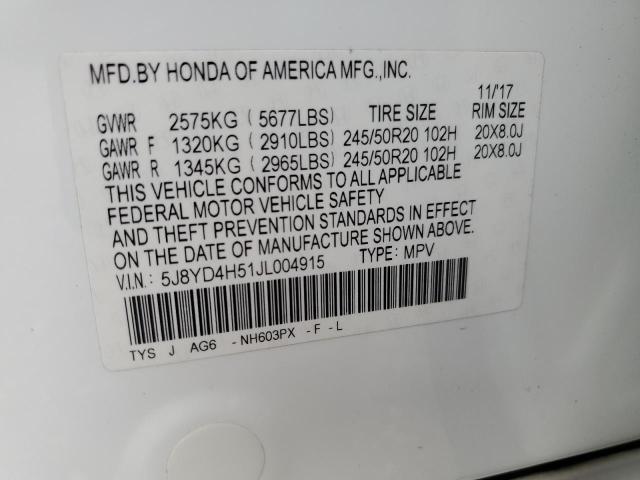 MFD.BY HONDA OF AMERICA MFG.,INC.
11/17
GVWR 2575KG ( 5677LBS) TIRE SIZE RIM SIZE
GAWR F 1320KG ( 2910LBS) 245/50R20 102H 20X8.0J
GAWR R 1345KG ( 2965LBS) 245/50R20 102H 20X8.0J
THIS VEHICLE CONFORMS TO ALL APPLICABLE
FEDERAL MOTOR VEHICLE SAFETY
AND THEFT PREVENTION STANDARDS IN EFFECT
ON THE DATE OF MANUFACTURE SHOWN ABOVE.
V.I.N.: 5J8YD4H51JL004915 TYPE: MPV
TYS J AG6 -NH603PX -F -L